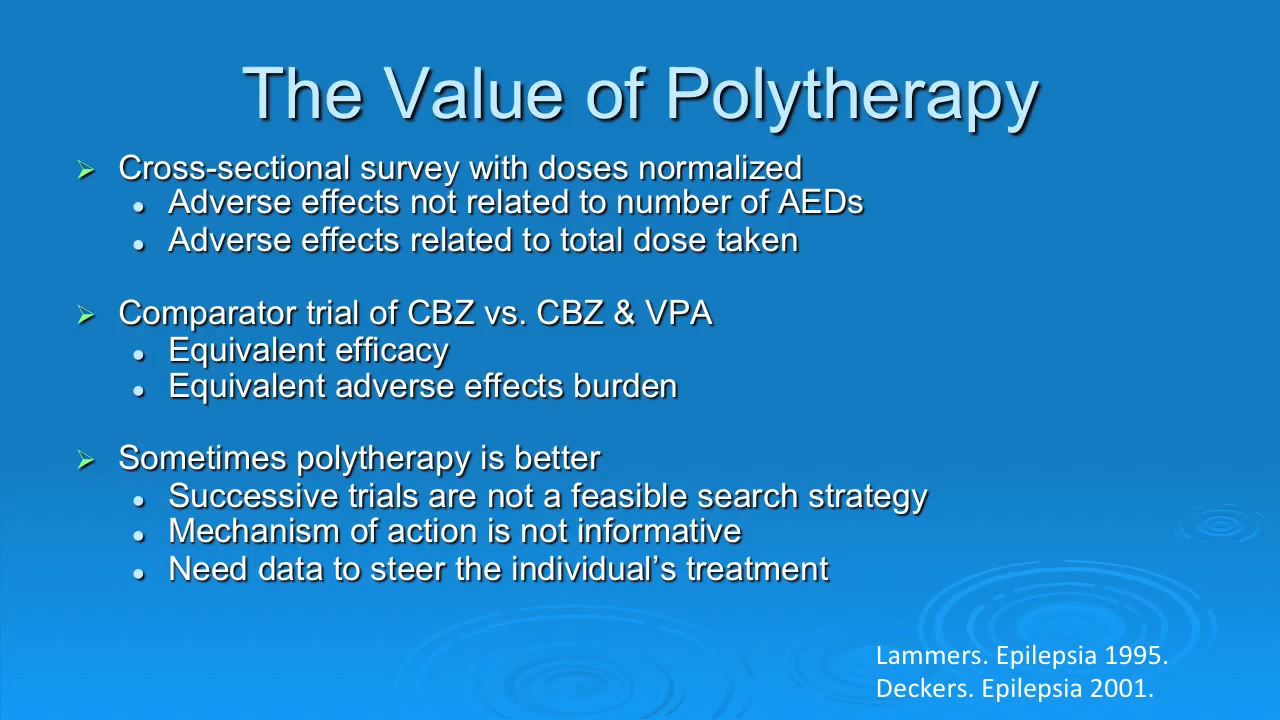 The Value of Polytherapy
Cross-sectional survey with doses normalized
Adverse effects not related to number of AEDs
Adverse effects related to total dose taken
Comparator trial of CBZ vs. CBZ & VPA
Equivalent efficacy
Equivalent adverse effects burden
Sometimes polytherapy is better
Successive trials are not a feasible search strategy
Mechanism of action is not informative
Need data to steer the individual’s treatment
Lammers. Epilepsia 1995.
Deckers. Epilepsia 2001.